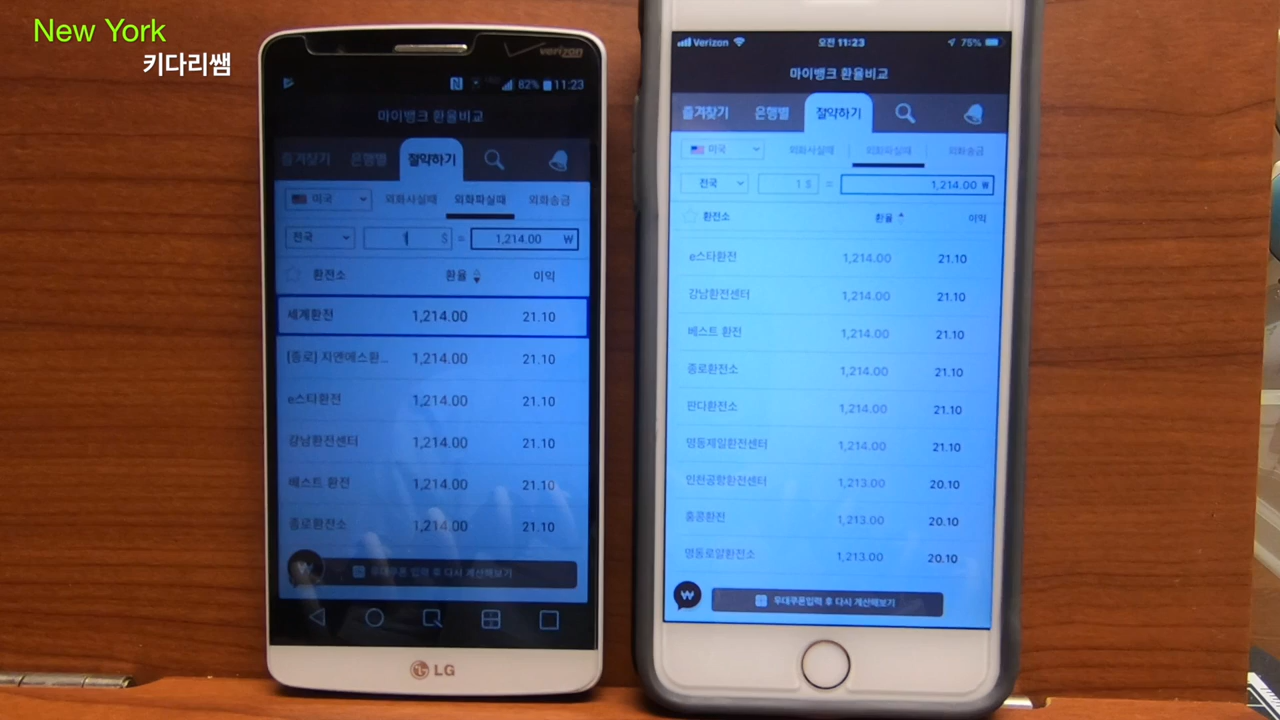 New York
키다리쌤
verizon
82% 11:23
마이뱅크 환율비교
즐겨찾기 은행별 절약하기
미국 외화사실때 외화파실때 외화송금
전국 1 $ = 1,214.00 ₩
환전소 환율 이익
세계환전 1,214.00 21.10
[종로] 지앤에스환... 1,214.00 21.10
e스타환전 1,214.00 21.10
강남환전센터 1,214.00 21.10
베스트 환전 1,214.00 21.10
종로환전소 1,214.00 21.10
₩ 우대쿠폰 입력 후 다시 계산해보기
LG
Verizon 오전 11:23 75%
마이뱅크 환율비교
즐겨찾기 은행별 절약하기
미국 외화사실때 외화파실때 외화송금
전국 1 $ = 1,214.00 ₩
환전소 환율 이익
e스타환전 1,214.00 21.10
강남환전센터 1,214.00 21.10
베스트 환전 1,214.00 21.10
종로환전소 1,214.00 21.10
판다환전소 1,214.00 21.10
명동제일환전센터 1,214.00 21.10
인천공항환전센터 1,213.00 20.10
홍콩환전 1,213.00 20.10
명동로얄환전소 1,213.00 20.10
₩ 우대쿠폰입력 후 다시 계산해보기